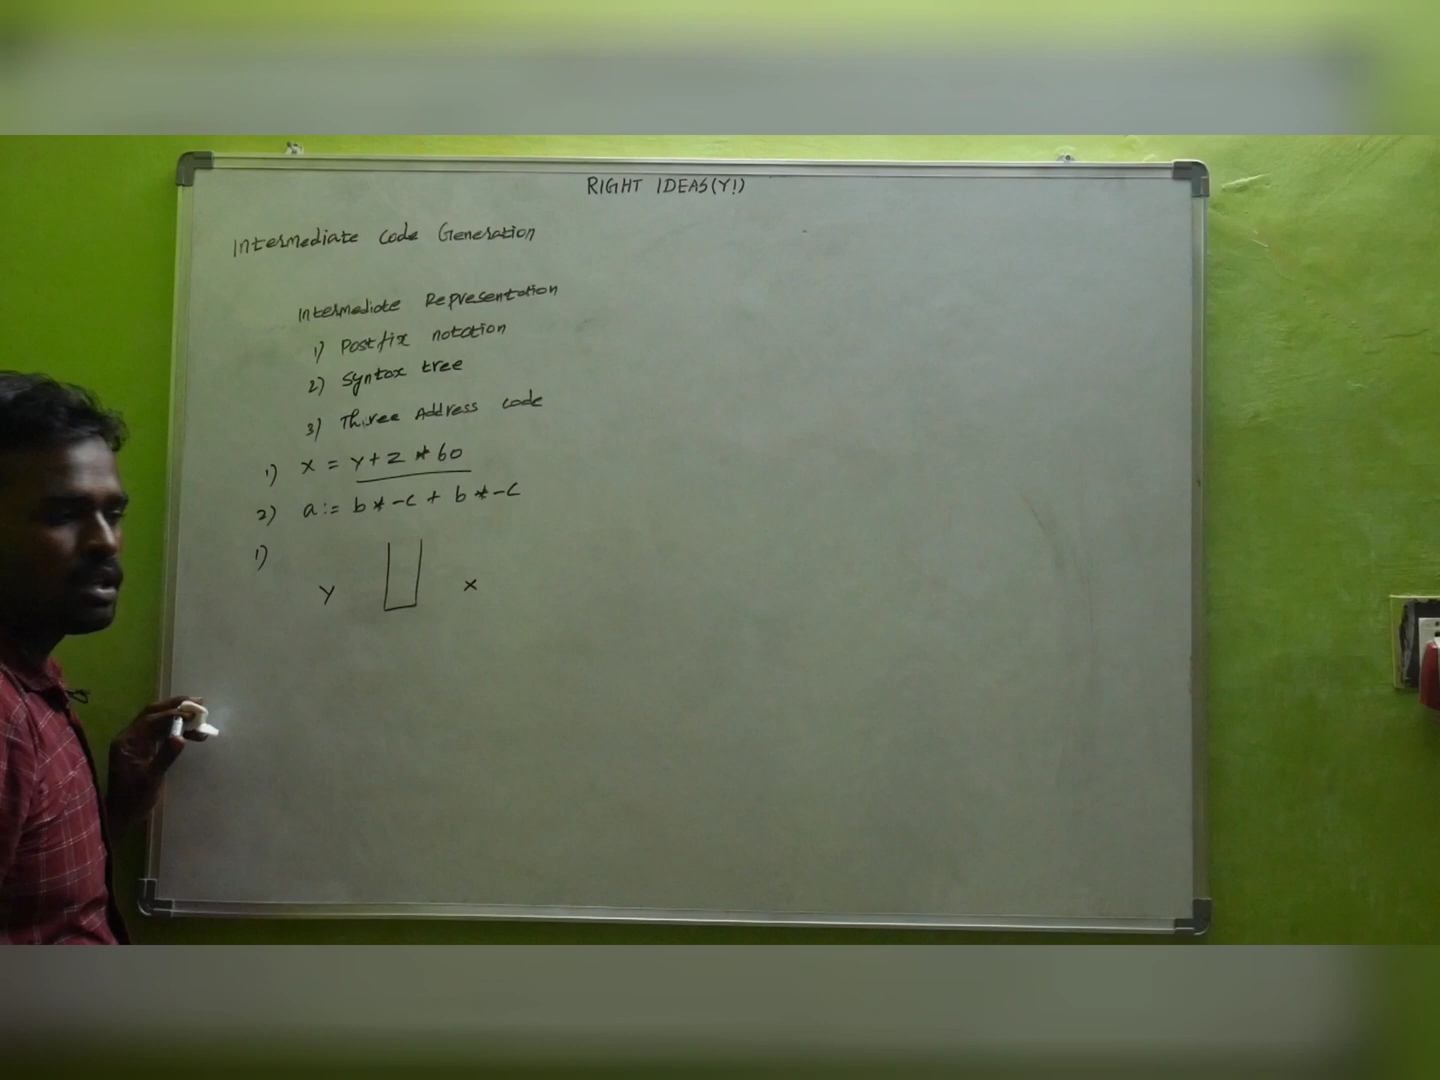 RIGHT IDEAS(Y!)
Intermediate Code Generation
Intermediate Representation
1) Postfix notation
2) Syntax tree
3) Three Address code
1) x = y + z * 60
2) a := b * -c + b * -c
1)
y x